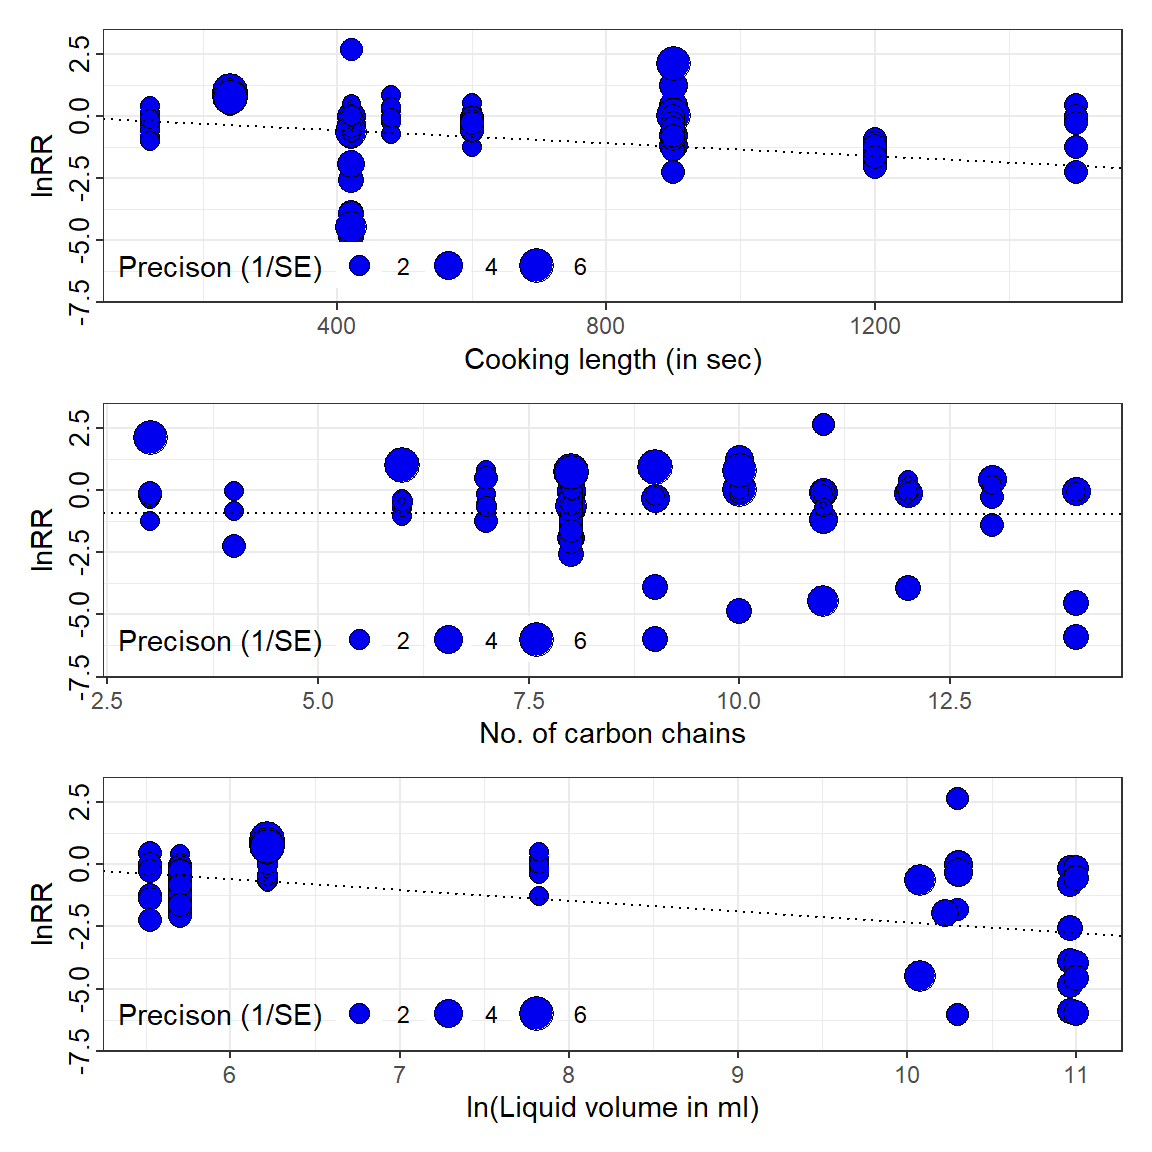 2.5
0.0
-2.5
-5.0
-7.5
lnRR
Precison (1/SE) 2 4 6
400 800 1200
Cooking length (in sec)
2.5
0.0
-2.5
-5.0
-7.5
lnRR
Precison (1/SE) 2 4 6
2.5 5.0 7.5 10.0 12.5
No. of carbon chains
2.5
0.0
-2.5
-5.0
-7.5
lnRR
Precison (1/SE) 2 4 6
6 7 8 9 10 11
ln(Liquid volume in ml)